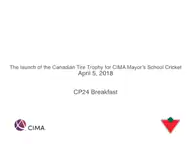 The launch of the Canadian Tire Trophy for CIMA Mayor's School Cricket
April 5, 2018
CP24 Breakfast
CIMA